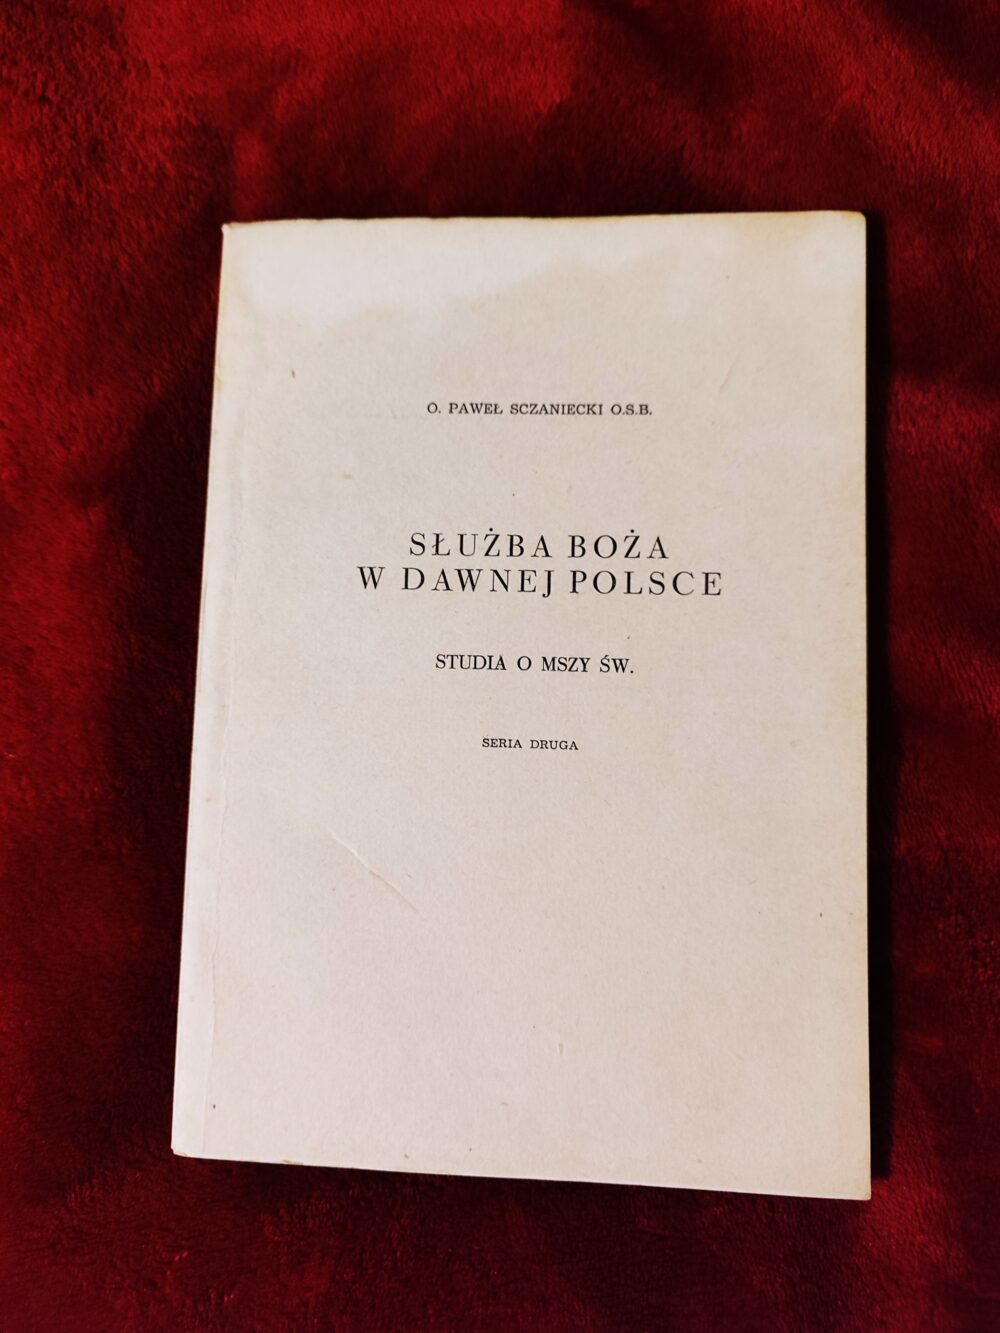 O. PAWEŁ SCZANIECKI O.S.B.
SŁUŻBA BOŻA
W DAWNEJ POLSCE
STUDIA O MSZY ŚW.
SERIA DRUGA